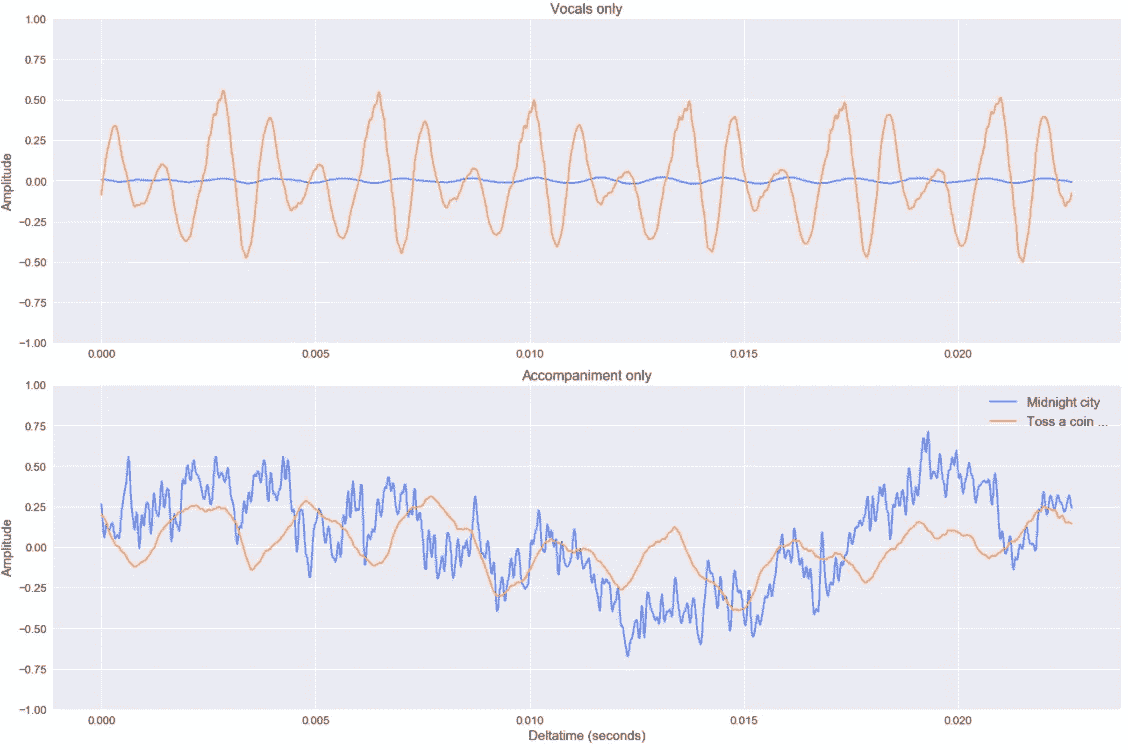 Vocals only
1.00
0.75
0.50
0.25
0.00
−0.25
−0.50
−0.75
−1.00
Amplitude
0.000 0.005 0.010 0.015 0.020
Accompaniment only
1.00
0.75
0.50
0.25
0.00
−0.25
−0.50
−0.75
−1.00
Amplitude
Midnight city
Toss a coin ...
0.000 0.005 0.010 0.015 0.020
Deltatime (seconds)